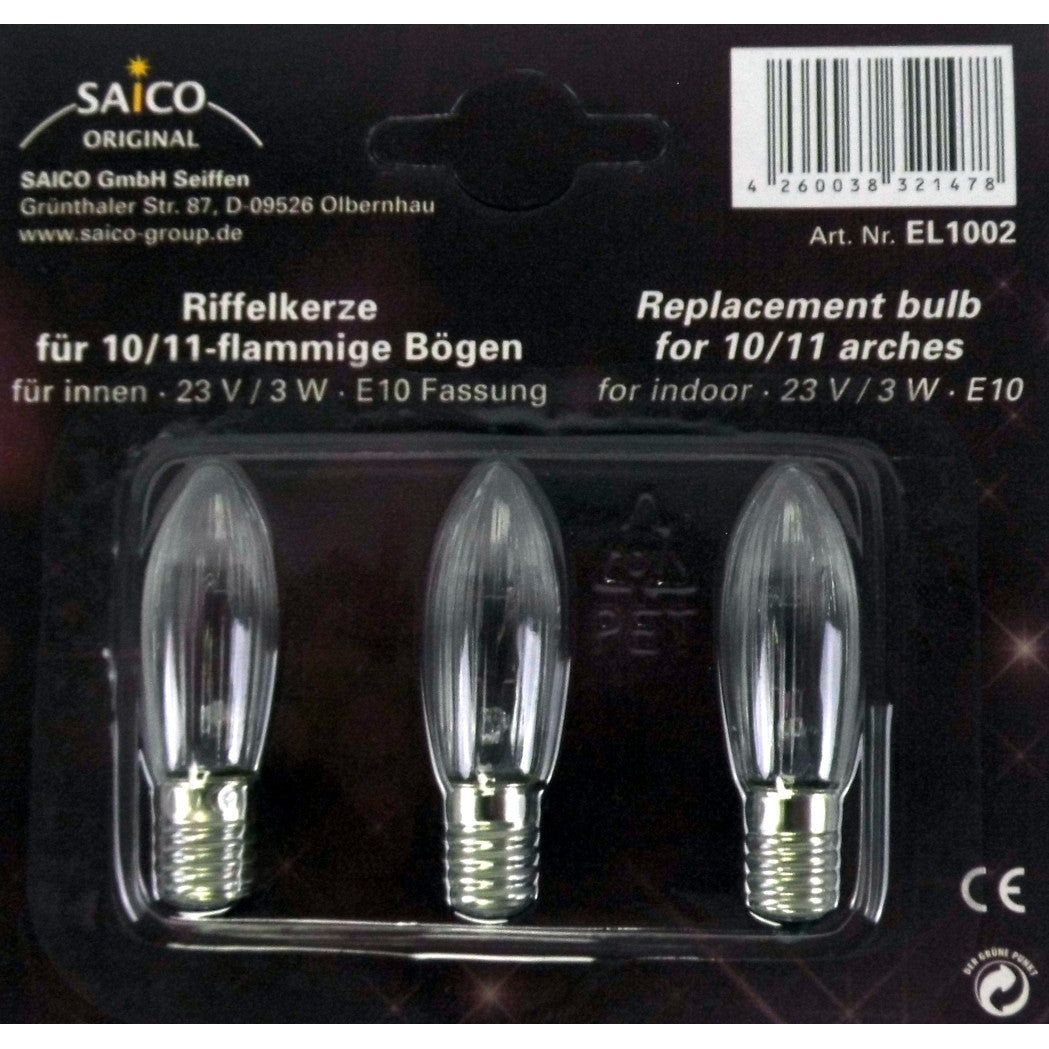 SAICO
ORIGINAL
SAICO GmbH Seiffen
Grünthaler Str. 87, D-09526 Olbernhau
www.saico-group.de
4 260038 321478
Art. Nr. EL1002
Riffelkerze
für 10/11-flammige Bögen
für innen · 23 V / 3 W · E10 Fassung
Replacement bulb
for 10/11 arches
for indoor · 23 V / 3 W · E10
PET
CE
DER GRÜNE PUNKT